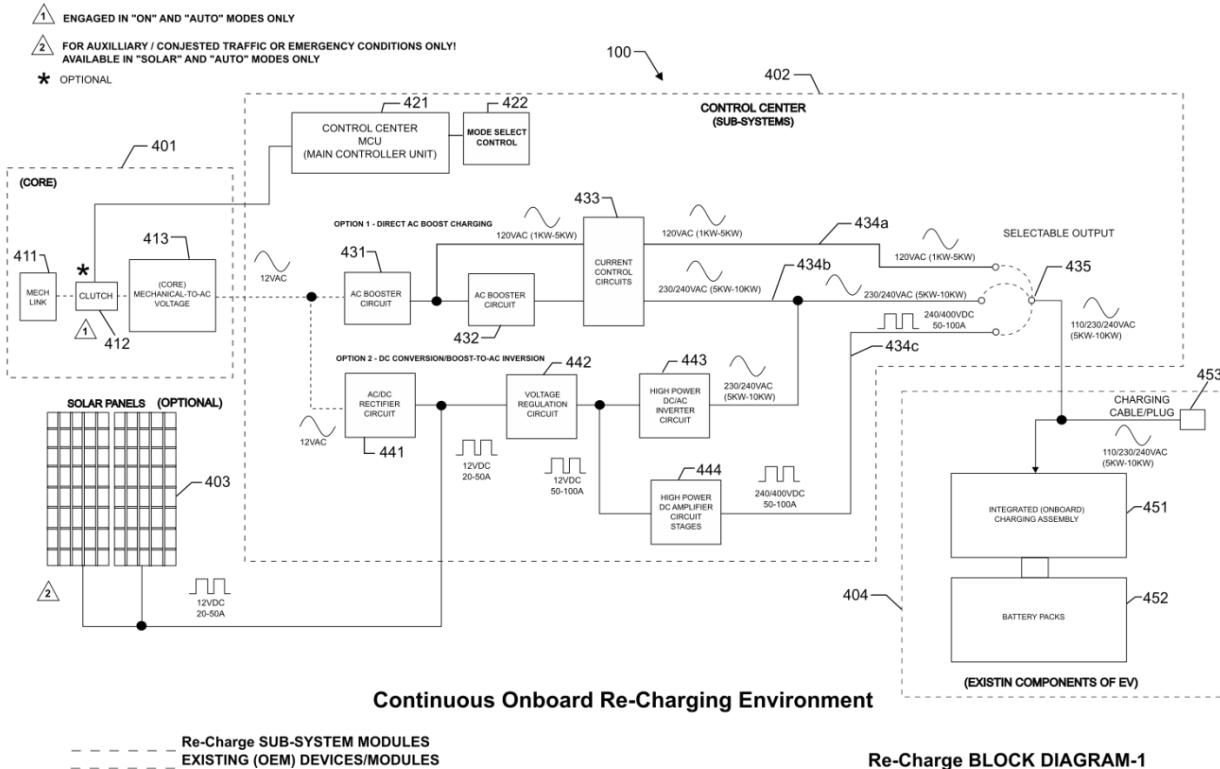 1 ENGAGED IN "ON" AND "AUTO" MODES ONLY
2 FOR AUXILLIARY / CONJESTED TRAFFIC OR EMERGENCY CONDITIONS ONLY!
AVAILABLE IN "SOLAR" AND "AUTO" MODES ONLY
* OPTIONAL
100
402
CONTROL CENTER
(SUB-SYSTEMS)
421
CONTROL CENTER
MCU
(MAIN CONTROLLER UNIT)
422
MODE SELECT
CONTROL
401
(CORE)
411
MECH
LINK
*
CLUTCH
1
412
413
(CORE)
MECHANICAL-TO-AC
VOLTAGE
12VAC
OPTION 1 - DIRECT AC BOOST CHARGING
431
AC BOOSTER
CIRCUIT
120VAC (1KW-5KW)
AC BOOSTER
CIRCUIT
432
433
CURRENT
CONTROL
CIRCUITS
120VAC (1KW-5KW)
434a
120VAC (1KW-5KW)
230/240VAC (5KW-10KW)
434b
230/240VAC (5KW-10KW)
SELECTABLE OUTPUT
435
240/400VDC
50-100A
434c
110/230/240VAC
(5KW-10KW)
OPTION 2 - DC CONVERSION/BOOST-TO-AC INVERSION
AC/DC
RECTIFIER
CIRCUIT
441
12VAC
12VDC
20-50A
442
VOLTAGE
REGULATION
CIRCUIT
12VDC
50-100A
443
HIGH POWER
DC/AC
INVERTER
CIRCUIT
230/240VAC
(5KW-10KW)
444
HIGH POWER
DC AMPLIFIER
CIRCUIT
STAGES
240/400VDC
50-100A
SOLAR PANELS (OPTIONAL)
403
2
12VDC
20-50A
453
CHARGING
CABLE/PLUG
110/230/240VAC
(5KW-10KW)
INTEGRATED (ONBOARD)
CHARGING ASSEMBLY
451
404
BATTERY PACKS
452
(EXISTIN COMPONENTS OF EV)
Continuous Onboard Re-Charging Environment
Re-Charge SUB-SYSTEM MODULES
EXISTING (OEM) DEVICES/MODULES
Re-Charge BLOCK DIAGRAM-1